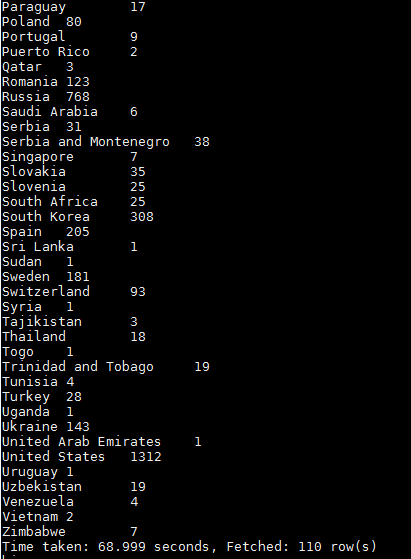 Paraguay	17
Poland	80
Portugal	9
Puerto Rico	2
Qatar	3
Romania	123
Russia	768
Saudi Arabia	6
Serbia	31
Serbia and Montenegro	38
Singapore	7
Slovakia	35
Slovenia	25
South Africa	25
South Korea	308
Spain	205
Sri Lanka	1
Sudan	1
Sweden	181
Switzerland	93
Syria	1
Tajikistan	3
Thailand	18
Togo	1
Trinidad and Tobago	19
Tunisia	4
Turkey	28
Uganda	1
Ukraine	143
United Arab Emirates	1
United States	1312
Uruguay	1
Uzbekistan	19
Venezuela	4
Vietnam	2
Zimbabwe	7
Time taken: 68.999 seconds, Fetched: 110 row(s)